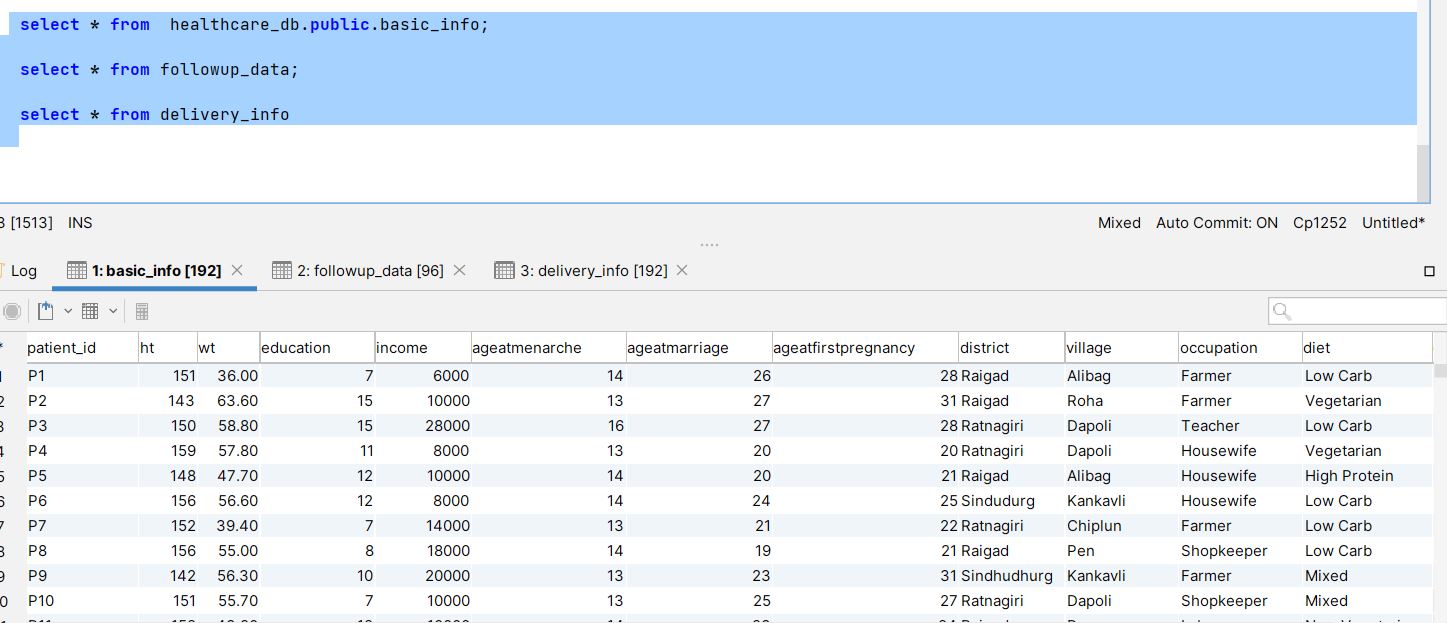 select * from  healthcare_db.public.basic_info;
select * from followup_data;
select * from delivery_info
3 [1513] INS Mixed Auto Commit: ON Cp1252 Untitled*
Log 1: basic_info [192] 2: followup_data [96] 3: delivery_info [192]
* patient_id ht wt education income ageatmenarche ageatmarriage ageatfirstpregnancy district village occupation diet
1 P1 151 36.00 7 6000 14 26 28 Raigad Alibag Farmer Low Carb
2 P2 143 63.60 15 10000 13 27 31 Raigad Roha Farmer Vegetarian
3 P3 150 58.80 15 28000 16 27 28 Ratnagiri Dapoli Teacher Low Carb
4 P4 159 57.80 11 8000 13 20 20 Ratnagiri Dapoli Housewife Vegetarian
5 P5 148 47.70 12 10000 14 20 21 Raigad Alibag Housewife High Protein
6 P6 156 56.60 12 8000 14 24 25 Sindudurg Kankavli Housewife Low Carb
7 P7 152 39.40 7 14000 13 21 22 Ratnagiri Chiplun Farmer Low Carb
8 P8 156 55.00 8 18000 14 19 21 Raigad Pen Shopkeeper Low Carb
9 P9 142 56.30 10 20000 13 23 31 Sindhudhurg Kankavli Farmer Mixed
0 P10 151 55.70 7 10000 13 25 27 Ratnagiri Dapoli Shopkeeper Mixed